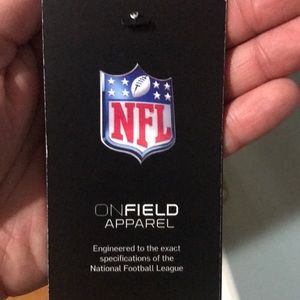 NFL
ONFIELD
APPAREL
Engineered to the exact
specifications of the
National Football League